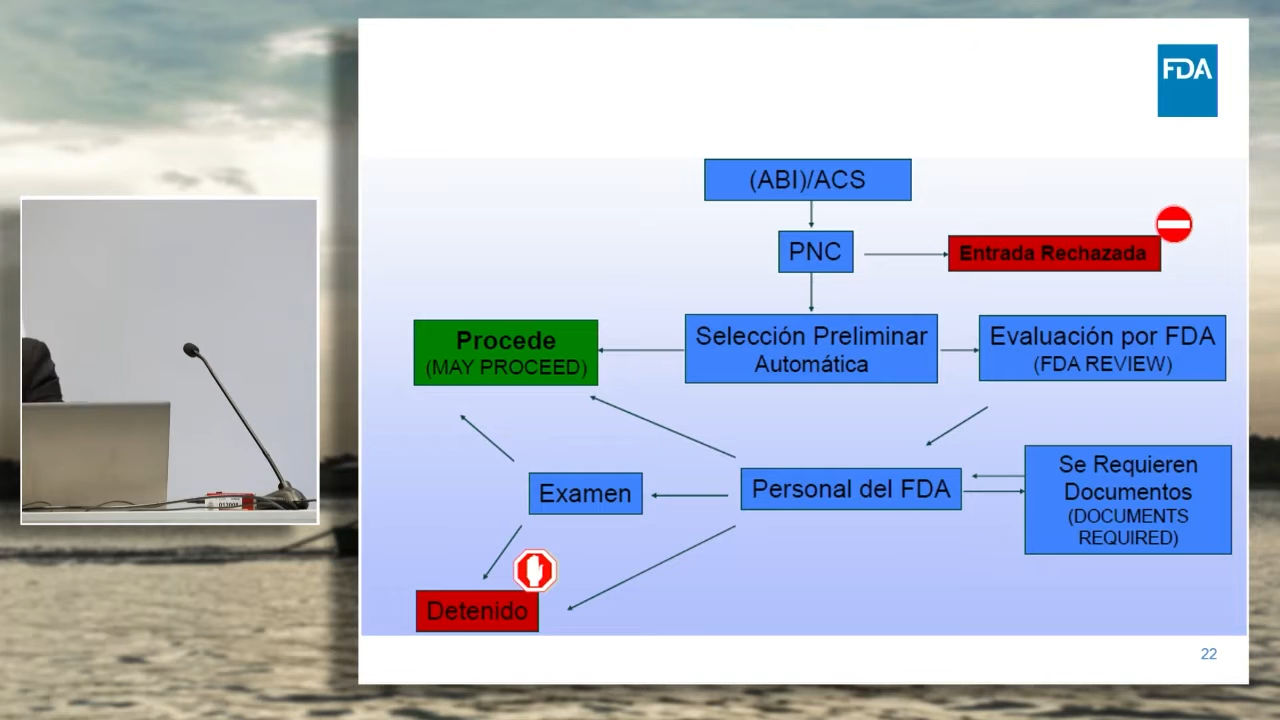 FDA
(ABI)/ACS
PNC
Entrada Rechazada
Procede
(MAY PROCEED)
Selección Preliminar
Automática
Evaluación por FDA
(FDA REVIEW)
Examen
Personal del FDA
Se Requieren
Documentos
(DOCUMENTS
REQUIRED)
Detenido
22